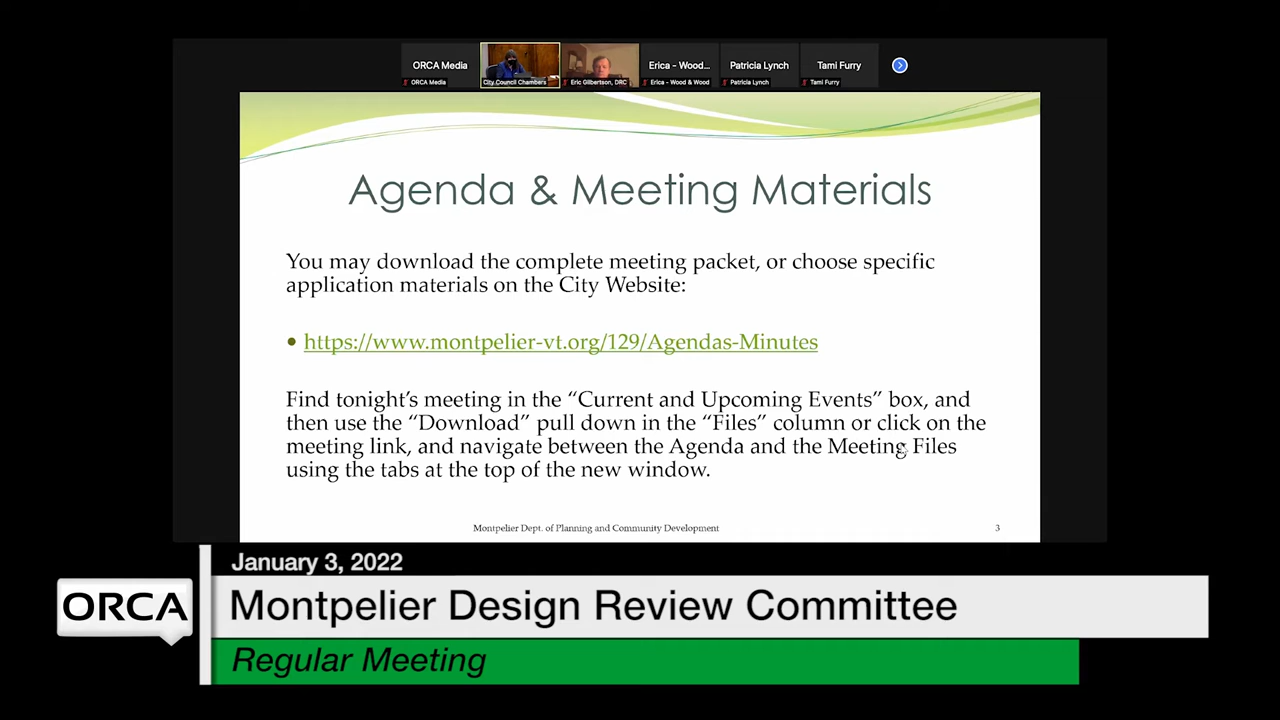 ORCA Media
Erica - Wood...
Patricia Lynch
Tami Furry
ORCA Media
City Council Chambers
Eric Gilbertson, DRC
Erica - Wood & Wood
Patricia Lynch
Tami Furry
Agenda & Meeting Materials
You may download the complete meeting packet, or choose specific
application materials on the City Website:
• https://www.montpelier-vt.org/129/Agendas-Minutes
Find tonight's meeting in the “Current and Upcoming Events” box, and
then use the “Download” pull down in the “Files” column or click on the
meeting link, and navigate between the Agenda and the Meeting Files
using the tabs at the top of the new window.
Montpelier Dept. of Planning and Community Development
3
January 3, 2022
ORCA
Montpelier Design Review Committee
Regular Meeting